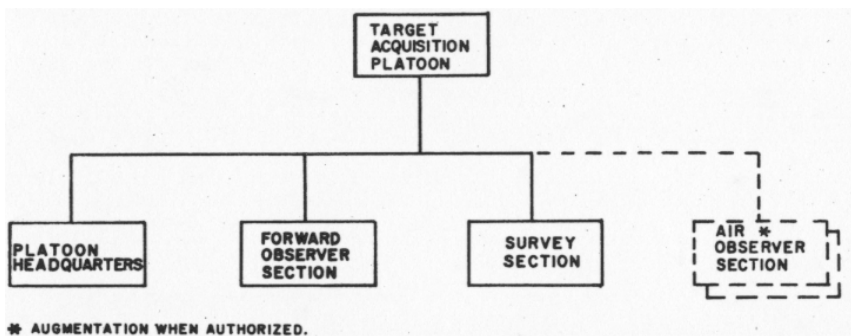 TARGET
ACQUISITION
PLATOON
PLATOON
HEADQUARTERS
FORWARD
OBSERVER
SECTION
SURVEY
SECTION
AIR *
OBSERVER
SECTION
* AUGMENTATION WHEN AUTHORIZED.